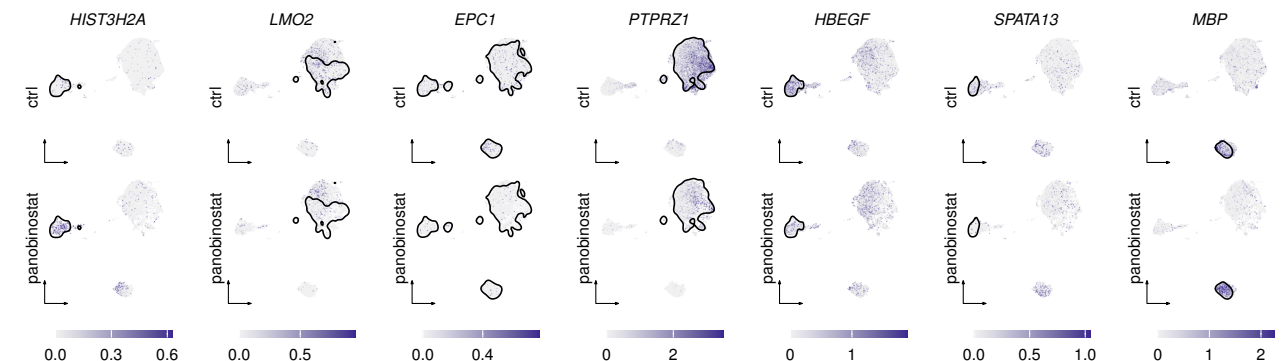 HIST3H2A LMO2 EPC1 PTPRZ1 HBEGF SPATA13 MBP
ctrl ctrl ctrl ctrl ctrl ctrl ctrl
panobinostat panobinostat panobinostat panobinostat panobinostat panobinostat panobinostat
0.0 0.3 0.6 0.0 0.5 0.0 0.4 0 2 0 1 0.0 0.5 1.0 0 1 2